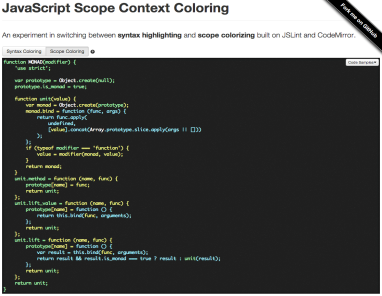 JavaScript Scope Context Coloring
Fork me on GitHub
An experiment in switching between syntax highlighting and scope colorizing built on JSLint and CodeMirror.
Syntax Coloring Scope Coloring
Code Samples
function MONAD(modifier) {
    'use strict';
    var prototype = Object.create(null);
    prototype.is_monad = true;
    function unit(value) {
        var monad = Object.create(prototype);
        monad.bind = function (func, args) {
            return func.apply(
                undefined,
                [value].concat(Array.prototype.slice.apply(args || []))
            );
        };
        if (typeof modifier === 'function') {
            value = modifier(monad, value);
        }
        return monad;
    }
    unit.method = function (name, func) {
        prototype[name] = func;
        return unit;
    };
    unit.lift_value = function (name, func) {
        prototype[name] = function () {
            return this.bind(func, arguments);
        };
        return unit;
    };
    unit.lift = function (name, func) {
        prototype[name] = function () {
            var result = this.bind(func, arguments);
            return result && result.is_monad === true ? result : unit(result);
        };
        return unit;
    };
    return unit;
}